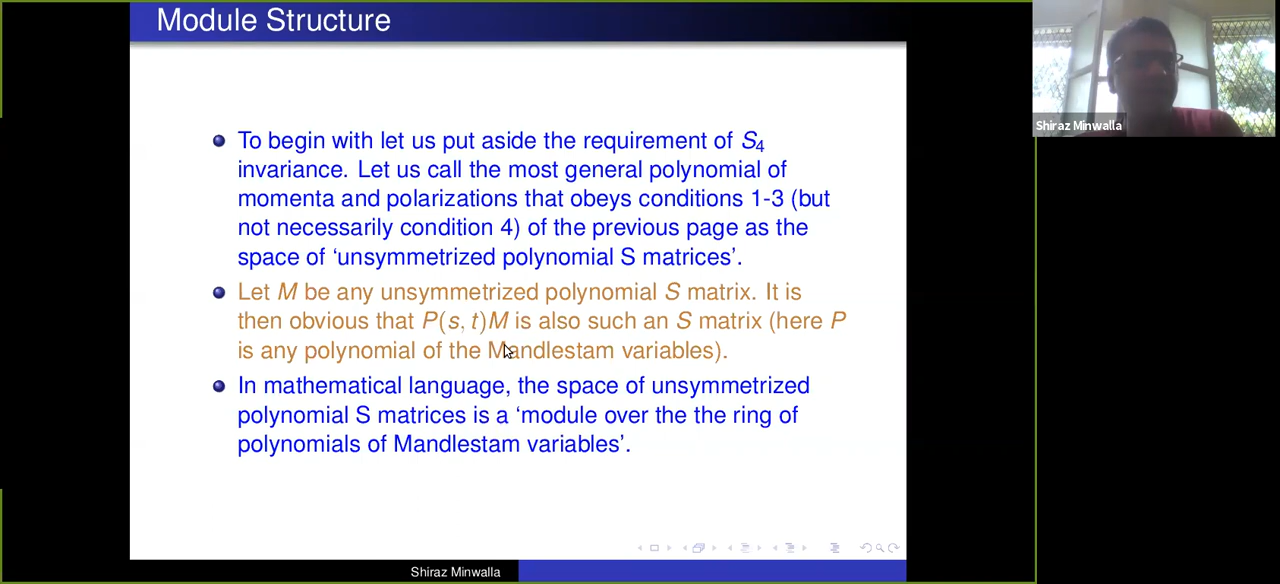 Module Structure
Shiraz Minwalla
To begin with let us put aside the requirement of S₄
invariance. Let us call the most general polynomial of
momenta and polarizations that obeys conditions 1-3 (but
not necessarily condition 4) of the previous page as the
space of ‘unsymmetrized polynomial S matrices’.
Let M be any unsymmetrized polynomial S matrix. It is
then obvious that P(s, t)M is also such an S matrix (here P
is any polynomial of the Mandlestam variables).
In mathematical language, the space of unsymmetrized
polynomial S matrices is a ‘module over the the ring of
polynomials of Mandlestam variables’.
Shiraz Minwalla